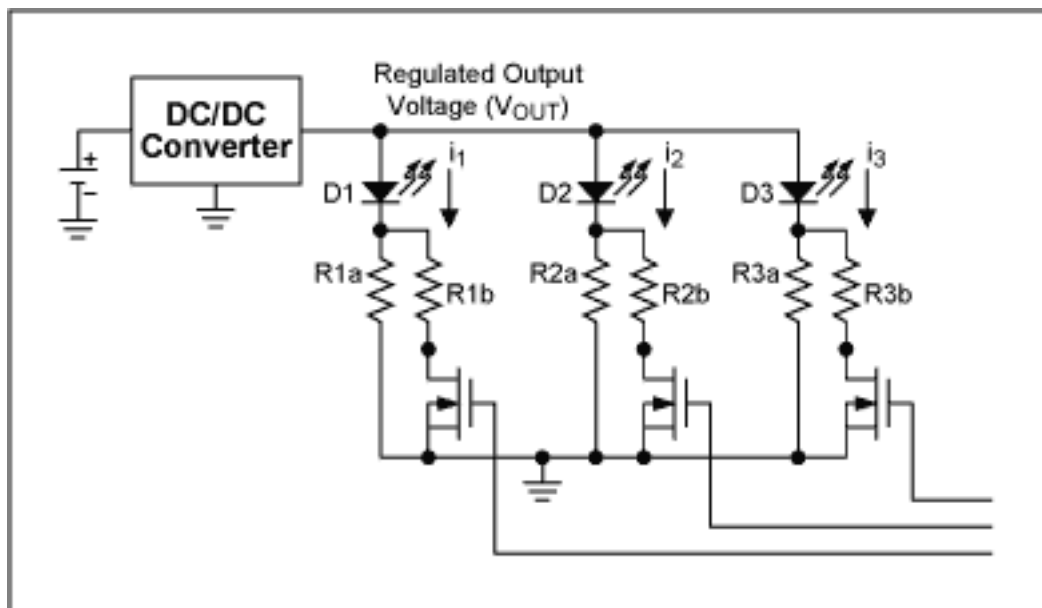 Regulated Output
Voltage (VOUT)
DC/DC
Converter
+
−
i1
i2
i3
D1
D2
D3
R1a
R1b
R2a
R2b
R3a
R3b